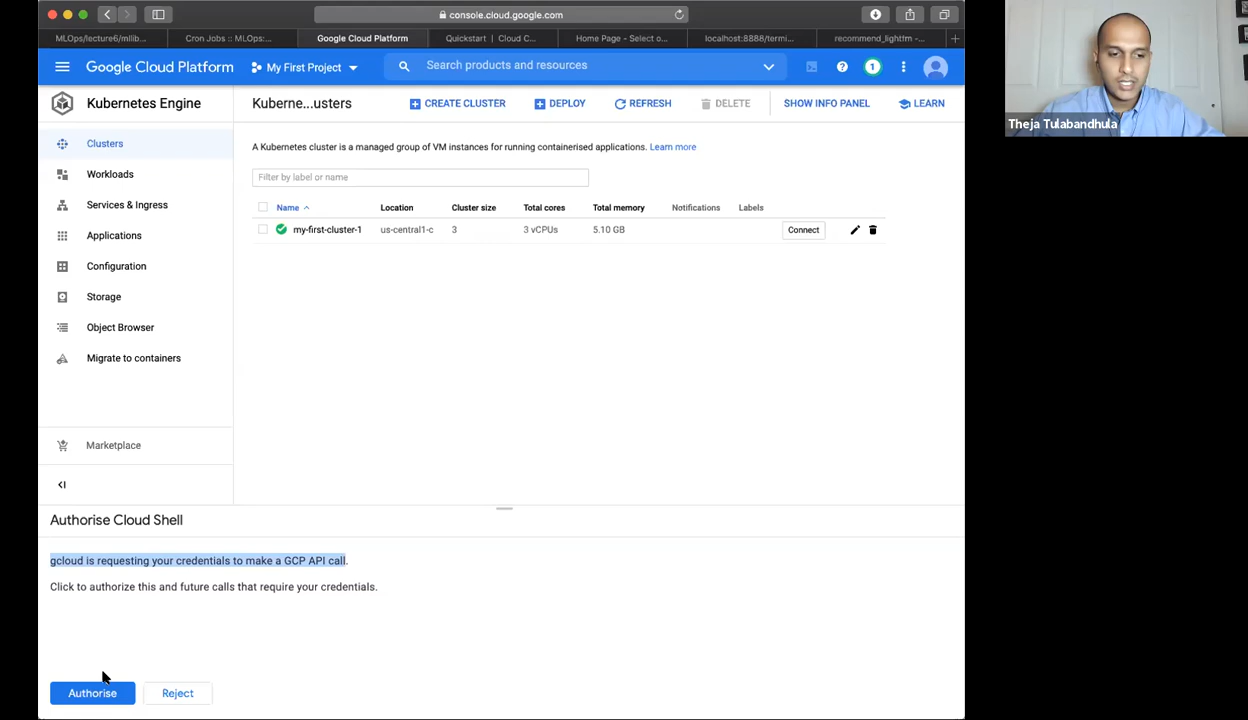 console.cloud.google.com
MLOps/lecture6/mllib...
Cron Jobs :: MLOps:...
Google Cloud Platform
Quickstart | Cloud C...
Home Page - Select o...
localhost:8888/termi...
recommend_lightfm -...
Google Cloud Platform
My First Project
Search products and resources
1
Kubernetes Engine
Kuberne...usters
CREATE CLUSTER
DEPLOY
REFRESH
DELETE
SHOW INFO PANEL
LEARN
Clusters
Workloads
Services & Ingress
Applications
Configuration
Storage
Object Browser
Migrate to containers
Marketplace
A Kubernetes cluster is a managed group of VM instances for running containerised applications. Learn more
Filter by label or name
Name Location Cluster size Total cores Total memory Notifications Labels
my-first-cluster-1 us-central1-c 3 3 vCPUs 5.10 GB Connect
Authorise Cloud Shell
gcloud is requesting your credentials to make a GCP API call.
Click to authorize this and future calls that require your credentials.
Authorise
Reject
Theja Tulabandhula